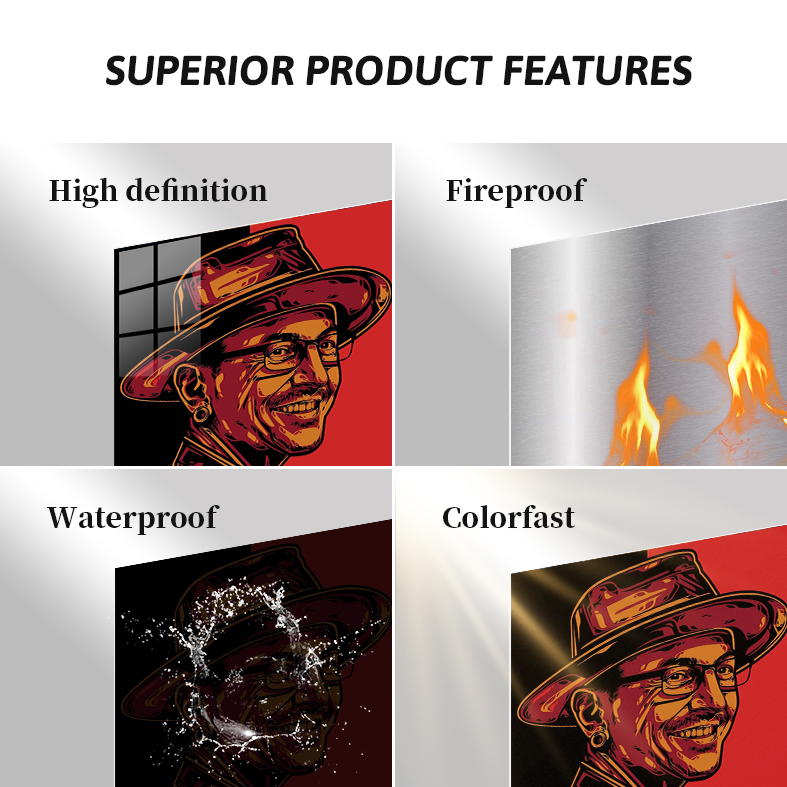 SUPERIOR PRODUCT FEATURES
High definition
Fireproof
Waterproof
Colorfast